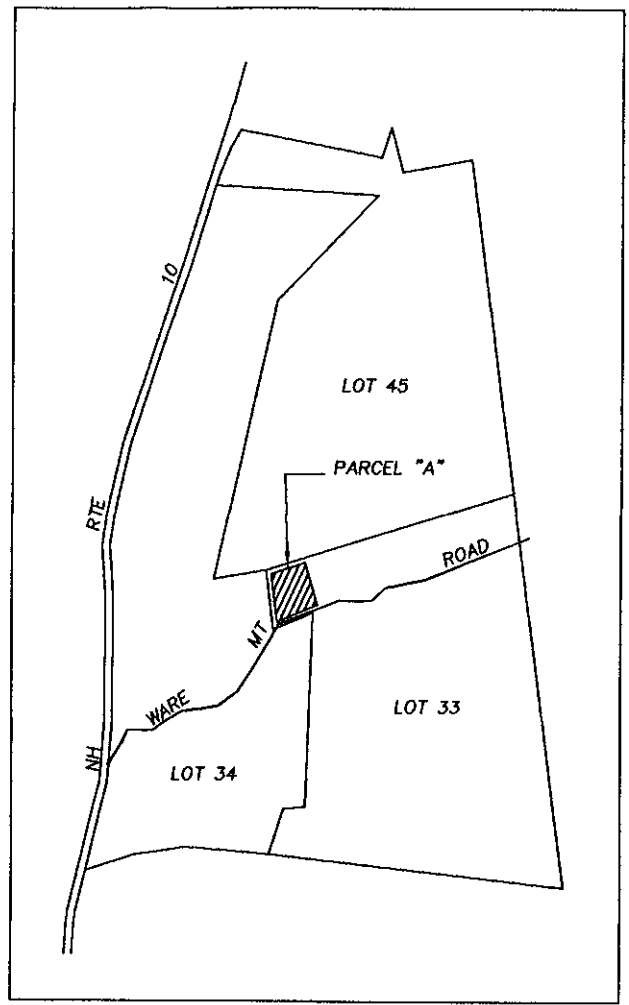 NH RTE 10
LOT 45
PARCEL "A"
WARE MT ROAD
LOT 33
LOT 34